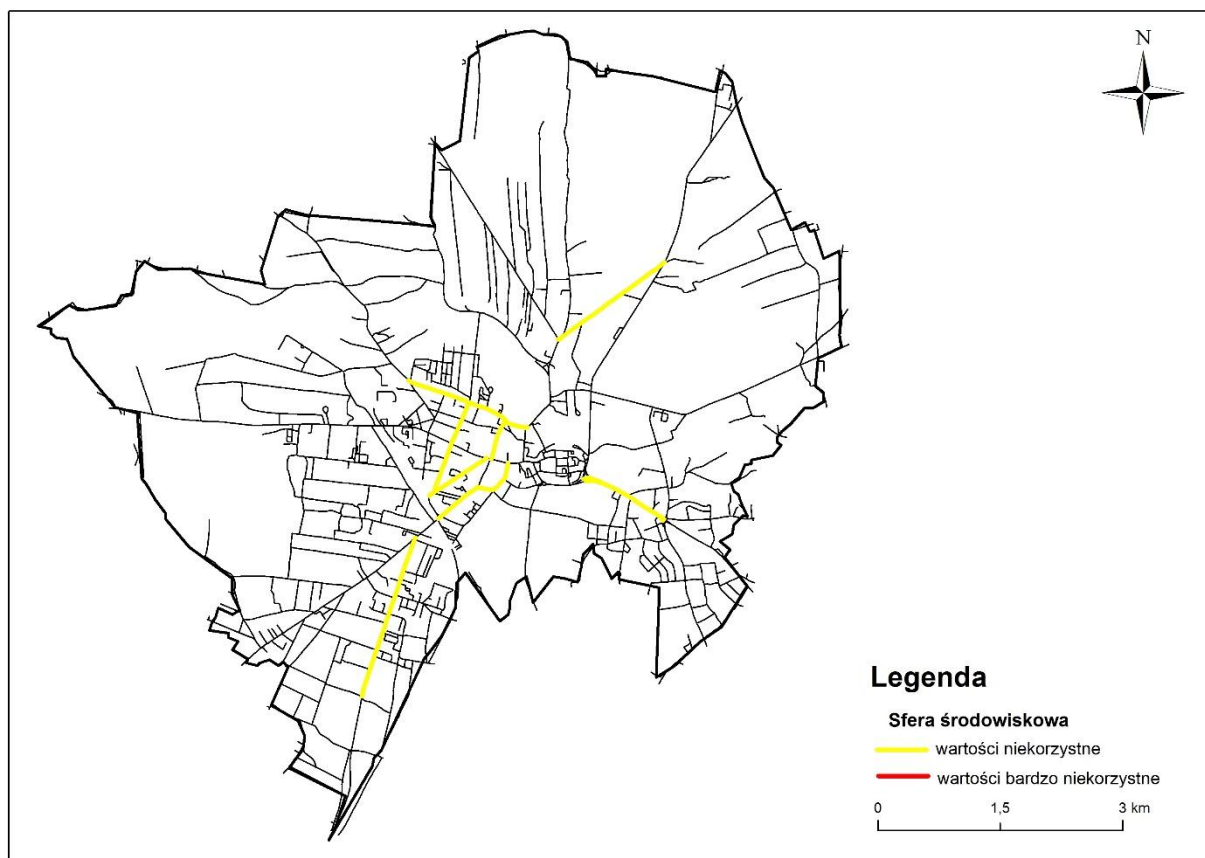 N
Legenda
Sfera środowiskowa
wartości niekorzystne
wartości bardzo niekorzystne
0 1,5 3 km